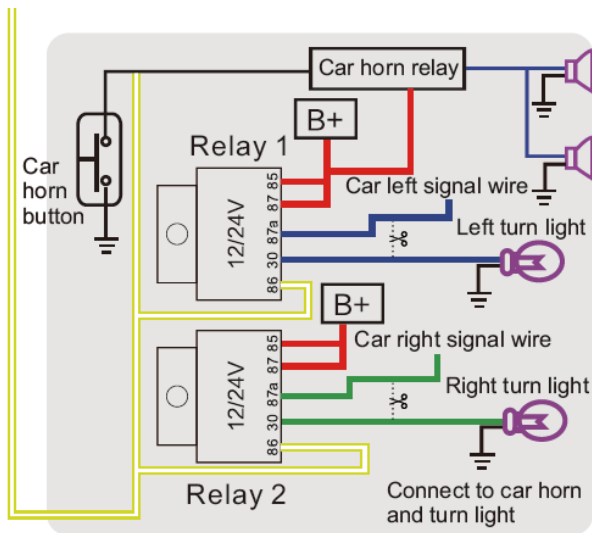 Car horn relay
B+
Relay 1
Car
horn
button
12/24V
85
87
87a
30
86
Car left signal wire
Left turn light
B+
12/24V
85
87
87a
30
86
Car right signal wire
Right turn light
Relay 2
Connect to car horn
and turn light